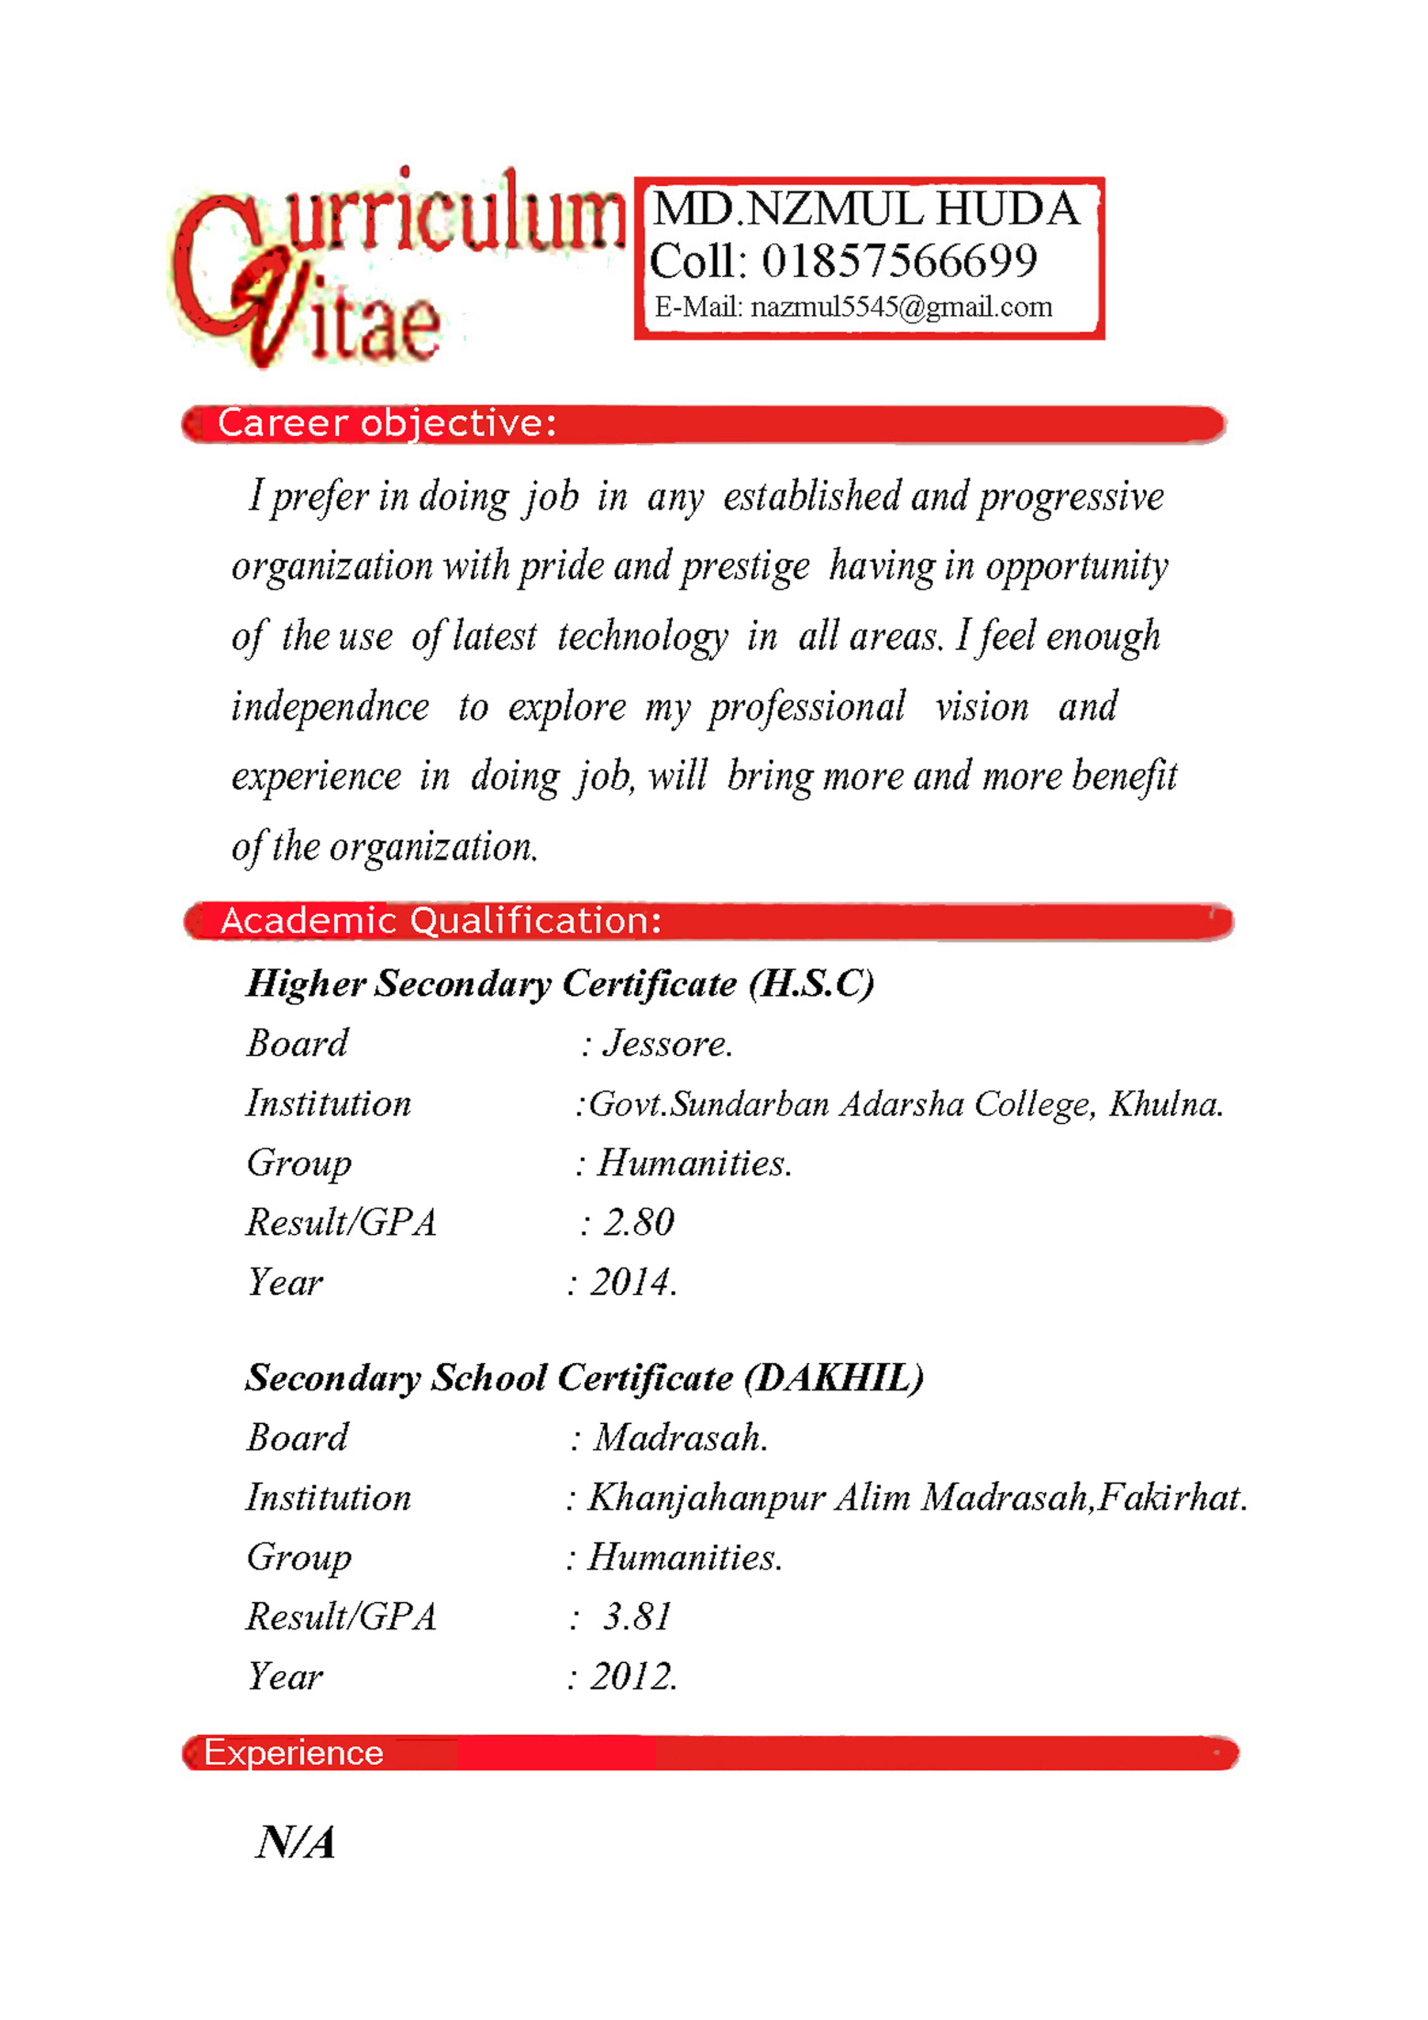 Curriculum
Vitae
MD.NZMUL HUDA
Coll: 01857566699
E-Mail: nazmul5545@gmail.com
Career objective:
I prefer in doing job in any established and progressive
organization with pride and prestige having in opportunity
of the use of latest technology in all areas. I feel enough
independnce to explore my professional vision and
experience in doing job, will bring more and more benefit
of the organization.
Academic Qualification:
Higher Secondary Certificate (H.S.C)
Board : Jessore.
Institution :Govt.Sundarban Adarsha College, Khulna.
Group : Humanities.
Result/GPA : 2.80
Year : 2014.
Secondary School Certificate (DAKHIL)
Board : Madrasah.
Institution : Khanjahanpur Alim Madrasah,Fakirhat.
Group : Humanities.
Result/GPA : 3.81
Year : 2012.
Experience
N/A